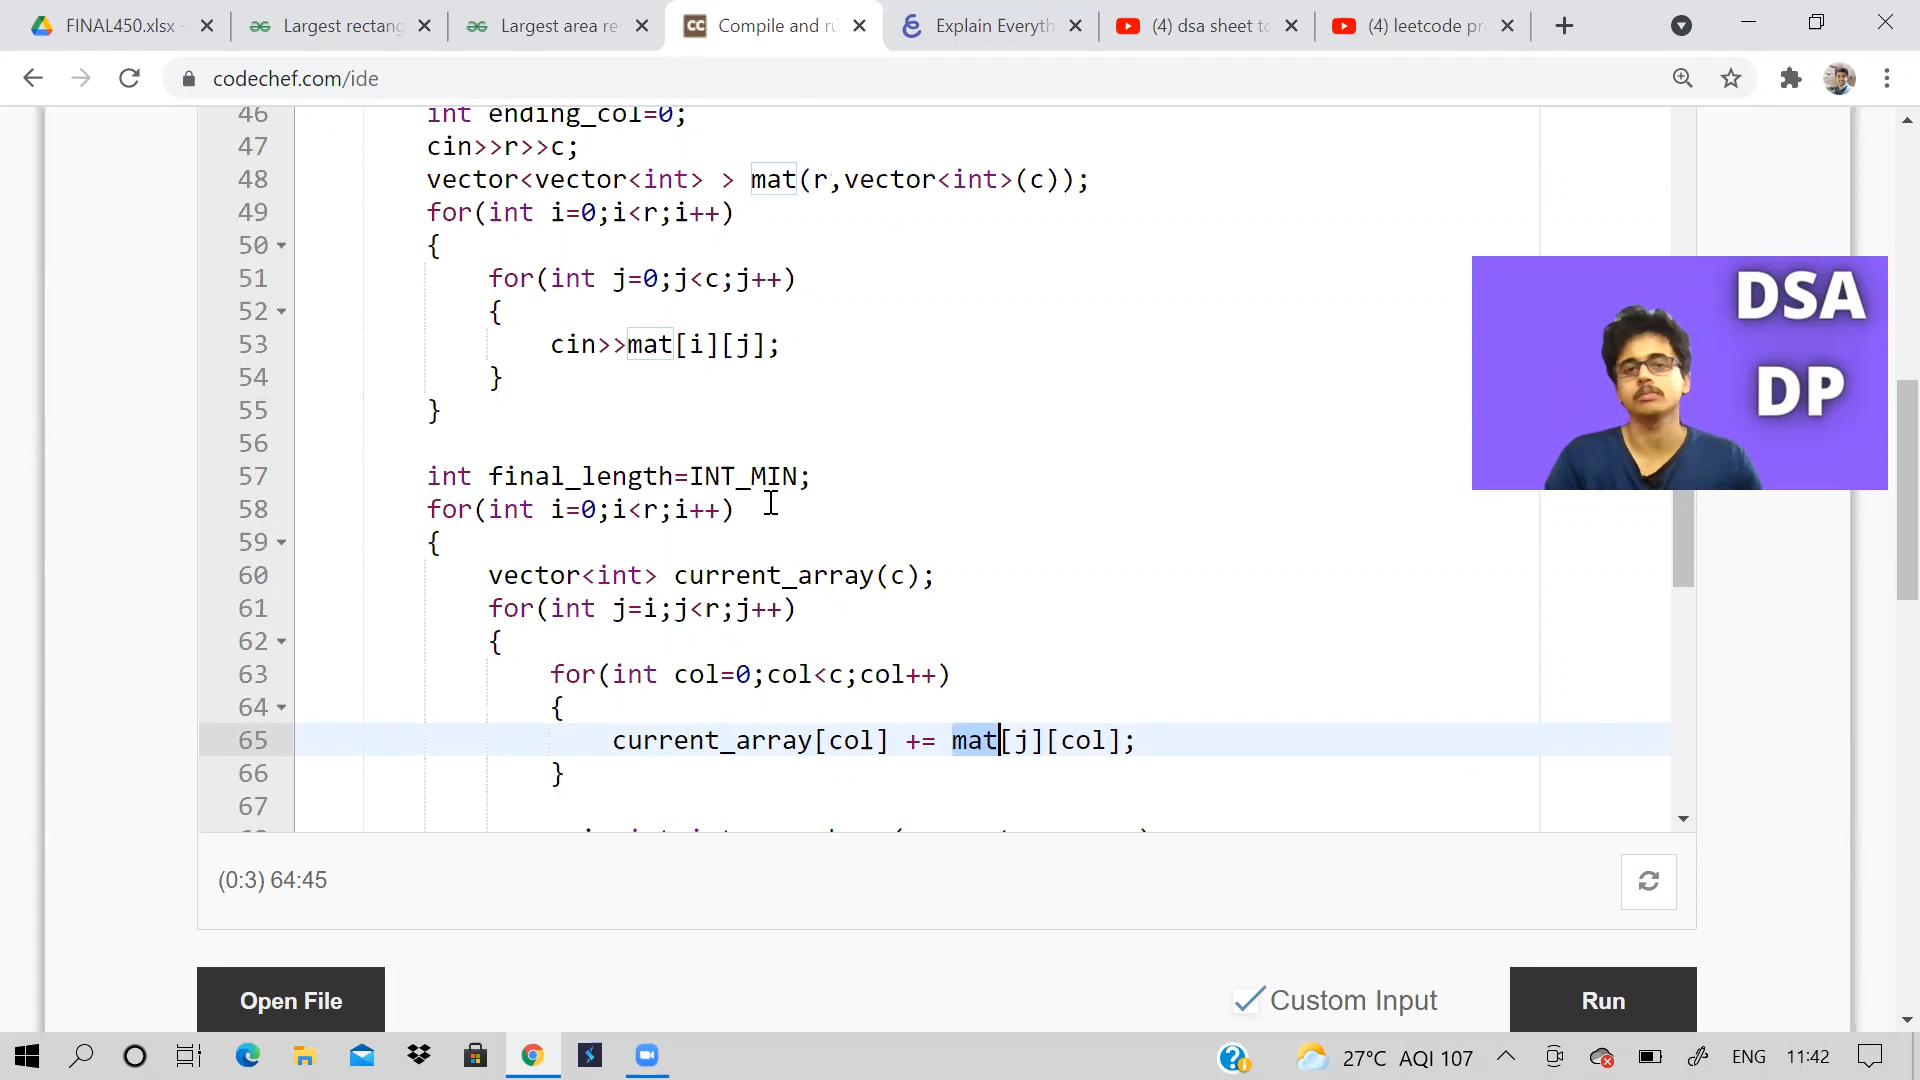 FINAL450.xlsx -
Largest rectang
Largest area re
Compile and ru
Explain Everyth
(4) dsa sheet to
(4) leetcode pr
codechef.com/ide
46 int ending_col=0;
47 cin>>r>>c;
48 vector<vector<int> > mat(r,vector<int>(c));
49 for(int i=0;i<r;i++)
50 {
51 for(int j=0;j<c;j++)
52 {
53 cin>>mat[i][j];
54 }
55 }
56
57 int final_length=INT_MIN;
58 for(int i=0;i<r;i++)
59 {
60 vector<int> current_array(c);
61 for(int j=i;j<r;j++)
62 {
63 for(int col=0;col<c;col++)
64 {
65 current_array[col] += mat[j][col];
66 }
67
DSA
DP
(0:3) 64:45
Open File
Custom Input
Run
27°C AQI 107
ENG
11:42